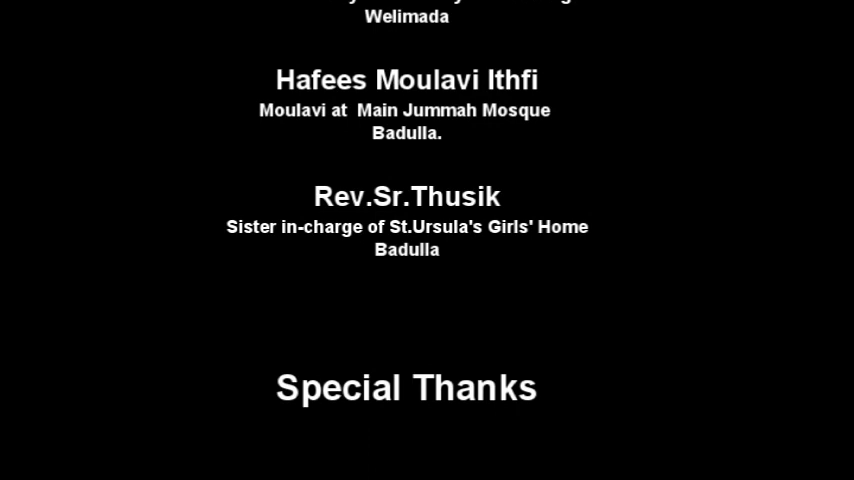 Welimada
Hafees Moulavi Ithfi
Moulavi at  Main Jummah Mosque
Badulla.
Rev.Sr.Thusik
Sister in-charge of St.Ursula's Girls' Home
Badulla
Special Thanks